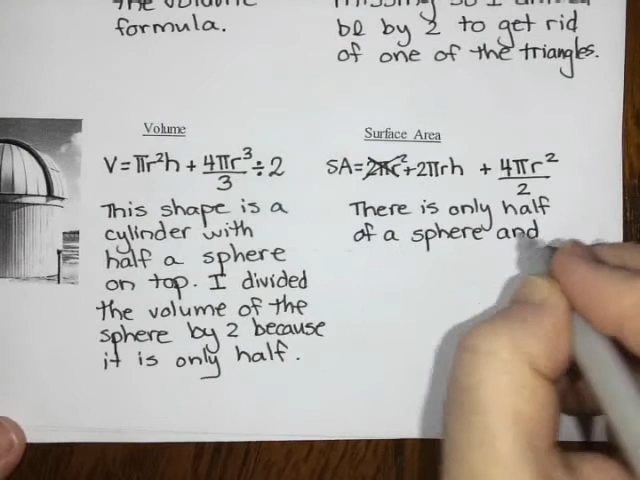 the volume
formula.
be by 2 to get rid
of one of the triangles.
Volume
V=πr²h + 4πr³/3 ÷ 2
This shape is a
cylinder with
half a sphere
on top. I divided
the volume of the
sphere by 2 because
it is only half.
Surface Area
SA=2πr²+2πrh + 4πr²/2
There is only half
of a sphere and